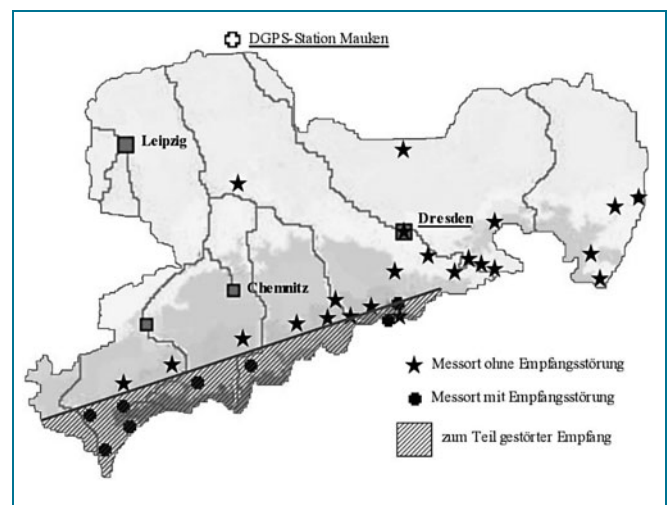 DGPS-Station Mauken
Leipzig
Dresden
Chemnitz
Messort ohne Empfangsstörung
Messort mit Empfangsstörung
zum Teil gestörter Empfang